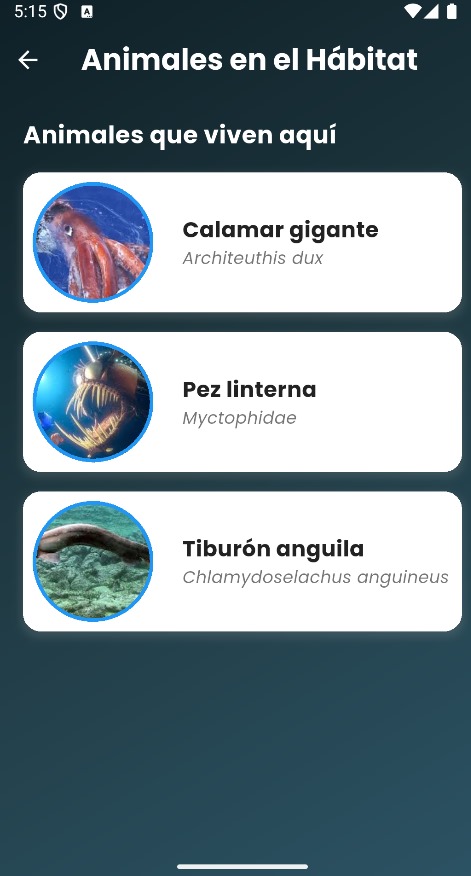 5:15
Animales en el Hábitat
Animales que viven aquí
Calamar gigante
Architeuthis dux
Pez linterna
Myctophidae
Tiburón anguila
Chlamydoselachus anguineus